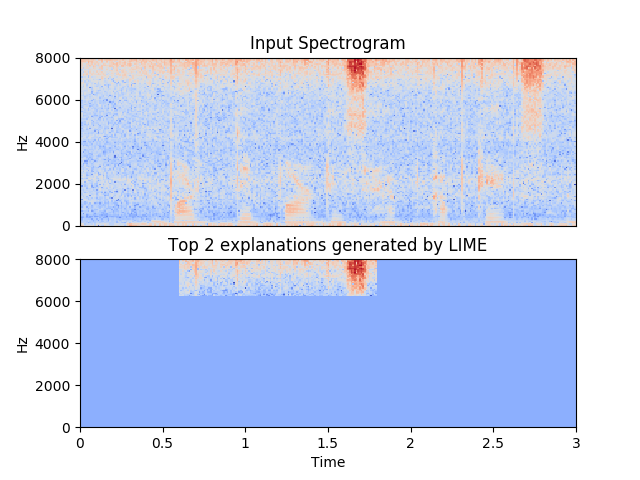 Input Spectrogram
8000
6000
4000
2000
0
Hz
Top 2 explanations generated by LIME
8000
6000
4000
2000
0
Hz
0 0.5 1 1.5 2 2.5 3
Time